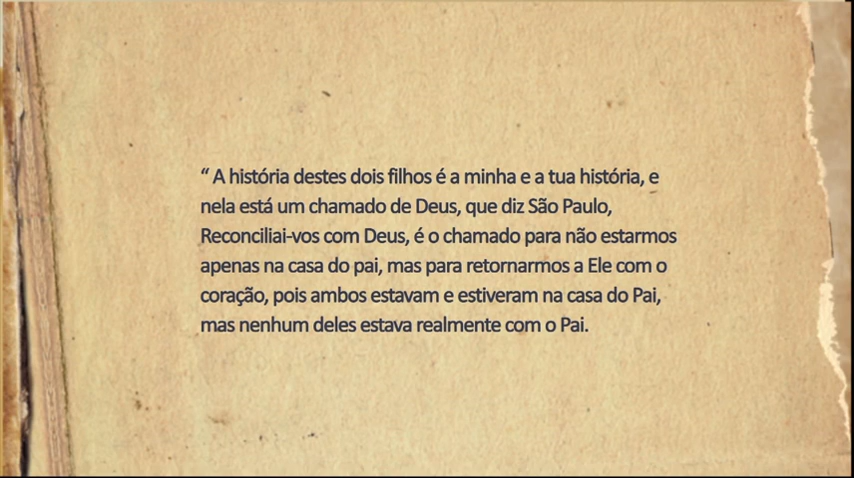 “ A história destes dois filhos é a minha e a tua história, e
nela está um chamado de Deus, que diz São Paulo,
Reconciliai-vos com Deus, é o chamado para não estarmos
apenas na casa do pai, mas para retornarmos a Ele com o
coração, pois ambos estavam e estiveram na casa do Pai,
mas nenhum deles estava realmente com o Pai.